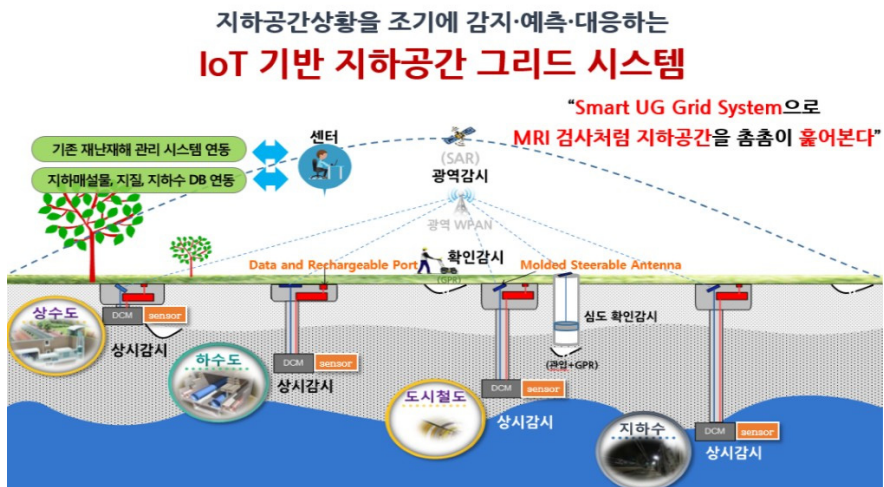 지하공간상황을 조기에 감지·예측·대응하는
IoT 기반 지하공간 그리드 시스템
“Smart UG Grid System으로
MRI 검사처럼 지하공간을 촘촘이 훑어본다”
센터
기존 재난재해 관리 시스템 연동
지하매설물, 지질, 지하수 DB 연동
(SAR)
광역감시
광역 WPAN
확인감시
(GPR)
Data and Rechargeable Port
Molded Steerable Antenna
상수도
DCM sensor
상시감시
하수도
DCM sensor
상시감시
심도 확인감시
(관입+GPR)
도시철도
DCM sensor
상시감시
지하수
DCM sensor
상시감시